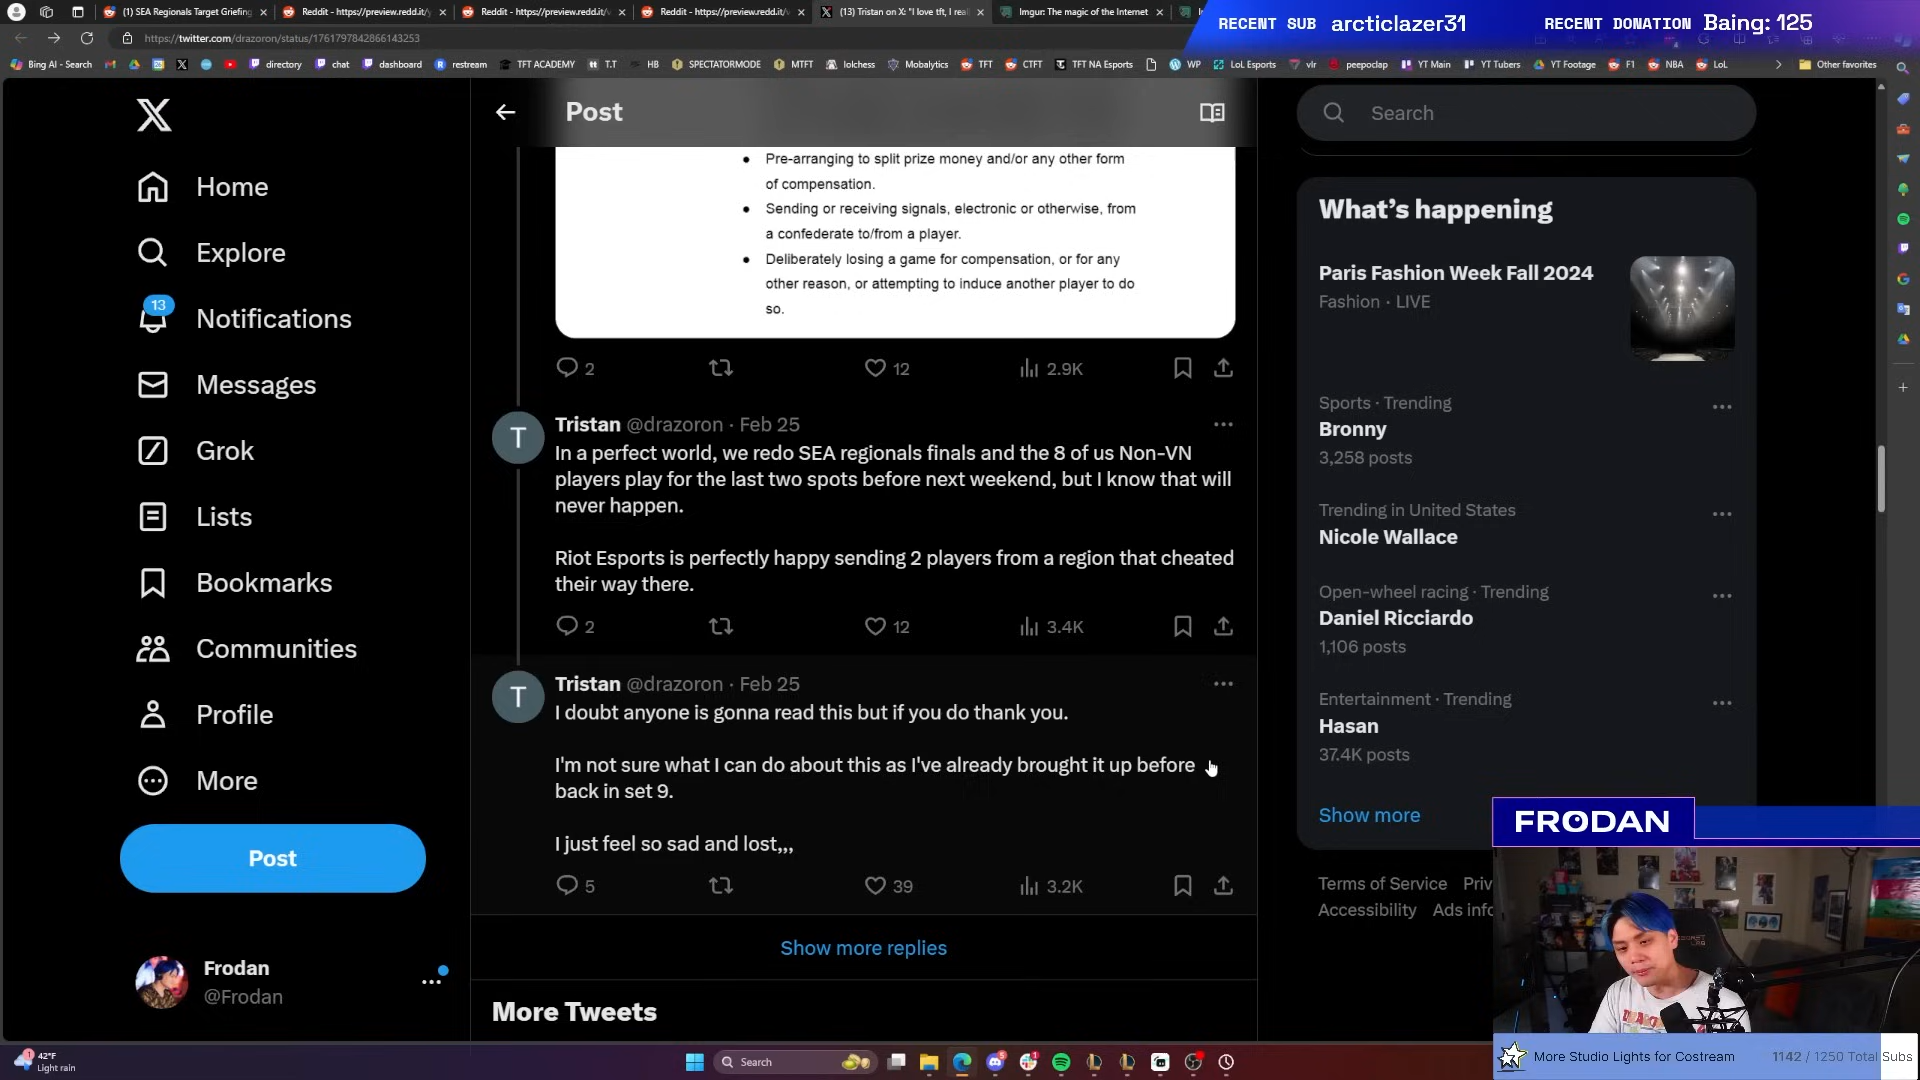 (1) SEA Regionals Target Griefing
Reddit - https://preview.redd.it/
Reddit - https://preview.redd.it/
Reddit - https://preview.redd.it/
(13) Tristan on X: "I love tft, I rea
Imgur: The magic of the Internet
RECENT SUB arcticlazer31
RECENT DONATION Baing: 125
https://twitter.com/drazoron/status/1761797842866143253
Bing AI - Search
directory
chat
dashboard
restream
TFT ACADEMY
T.T
HB
SPECTATORMODE
MTFT
lolchess
Mobalytics
TFT
CTFT
TFT NA Esports
WP
LoL Esports
vlr
peepoclap
YT Main
YT Tubers
YT Footage
F1
NBA
LoL
Other favorites
Home
Explore
13
Notifications
Messages
Grok
Lists
Bookmarks
Communities
Profile
More
Post
Frodan
@Frodan
Post
• Pre-arranging to split prize money and/or any other form
of compensation.
• Sending or receiving signals, electronic or otherwise, from
a confederate to/from a player.
• Deliberately losing a game for compensation, or for any
other reason, or attempting to induce another player to do
so.
2 12 2.9K
T
Tristan @drazoron · Feb 25
In a perfect world, we redo SEA regionals finals and the 8 of us Non-VN
players play for the last two spots before next weekend, but I know that will
never happen.
Riot Esports is perfectly happy sending 2 players from a region that cheated
their way there.
2 12 3.4K
T
Tristan @drazoron · Feb 25
I doubt anyone is gonna read this but if you do thank you.
I'm not sure what I can do about this as I've already brought it up before
back in set 9.
I just feel so sad and lost,,,
5 39 3.2K
Show more replies
More Tweets
Search
What's happening
Paris Fashion Week Fall 2024
Fashion · LIVE
Sports · Trending
Bronny
3,258 posts
Trending in United States
Nicole Wallace
Open-wheel racing · Trending
Daniel Ricciardo
1,106 posts
Entertainment · Trending
Hasan
37.4K posts
Show more
Terms of Service Priv
Accessibility Ads info
FRODAN
More Studio Lights for Costream 1142 / 1250 Total Subs
1
42°F
Light rain
Search